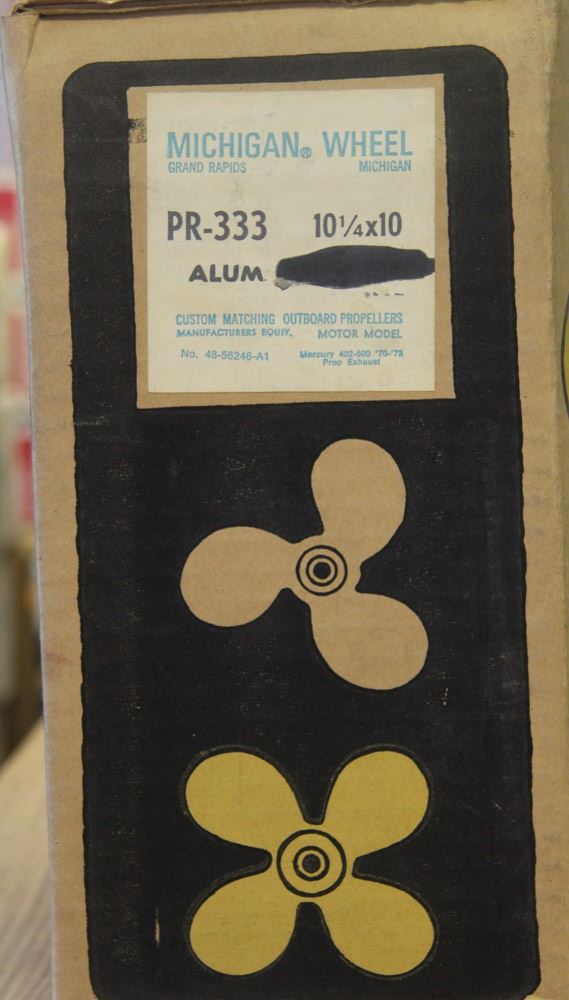 MICHIGAN® WHEEL
GRAND RAPIDS MICHIGAN
PR-333 10¼x10
ALUM.
CUSTOM MATCHING OUTBOARD PROPELLERS
MANUFACTURERS EQUIV. MOTOR MODEL
No. 48-56246-A1 Mercury 402-500 '70-'73
Prop Exhaust